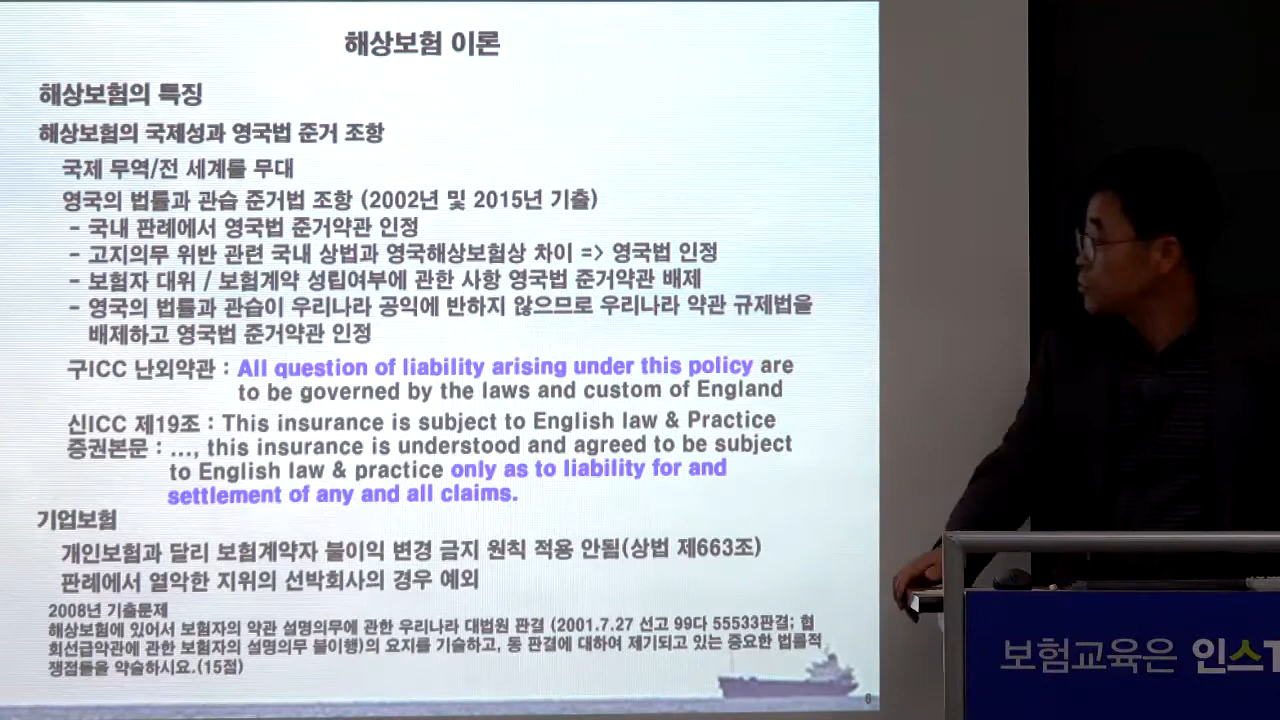 해상보험 이론
해상보험의 특징
해상보험의 국제성과 영국법 준거 조항
국제 무역/전 세계를 무대
영국의 법률과 관습 준거법 조항 (2002년 및 2015년 기출)
- 국내 판례에서 영국법 준거약관 인정
- 고지의무 위반 관련 국내 상법과 영국해상보험상 차이 => 영국법 인정
- 보험자 대위 / 보험계약 성립여부에 관한 사항 영국법 준거약관 배제
- 영국의 법률과 관습이 우리나라 공익에 반하지 않으므로 우리나라 약관 규제법을
배제하고 영국법 준거약관 인정
구ICC 난외약관 : All question of liability arising under this policy are
to be governed by the laws and custom of England
신ICC 제19조 : This insurance is subject to English law & Practice
증권본문 : ..., this insurance is understood and agreed to be subject
to English law & practice only as to liability for and
settlement of any and all claims.
기업보험
개인보험과 달리 보험계약자 불이익 변경 금지 원칙 적용 안됨(상법 제663조)
판례에서 열악한 지위의 선박회사의 경우 예외
2008년 기출문제
해상보험에 있어서 보험자의 약관 설명의무에 관한 우리나라 대법원 판결 (2001.7.27 선고 99다 55533판결; 협
회선급약관에 관한 보험자의 설명의무 불이행)의 요지를 기술하고, 동 판결에 대하여 제기되고 있는 중요한 법률적
쟁점들을 약술하시요.(15점)
6
보험교육은 인스T